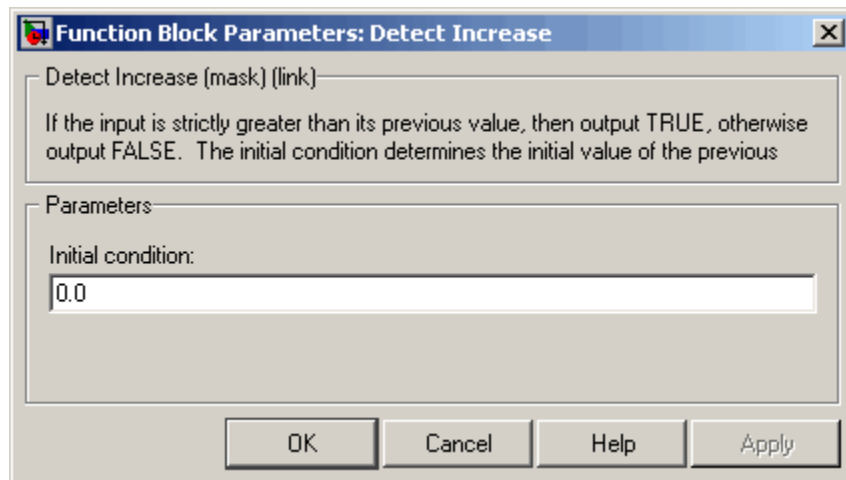 Function Block Parameters: Detect Increase
Detect Increase (mask) (link)
If the input is strictly greater than its previous value, then output TRUE, otherwise
output FALSE.  The initial condition determines the initial value of the previous
Parameters
Initial condition:
0.0
OK Cancel Help Apply